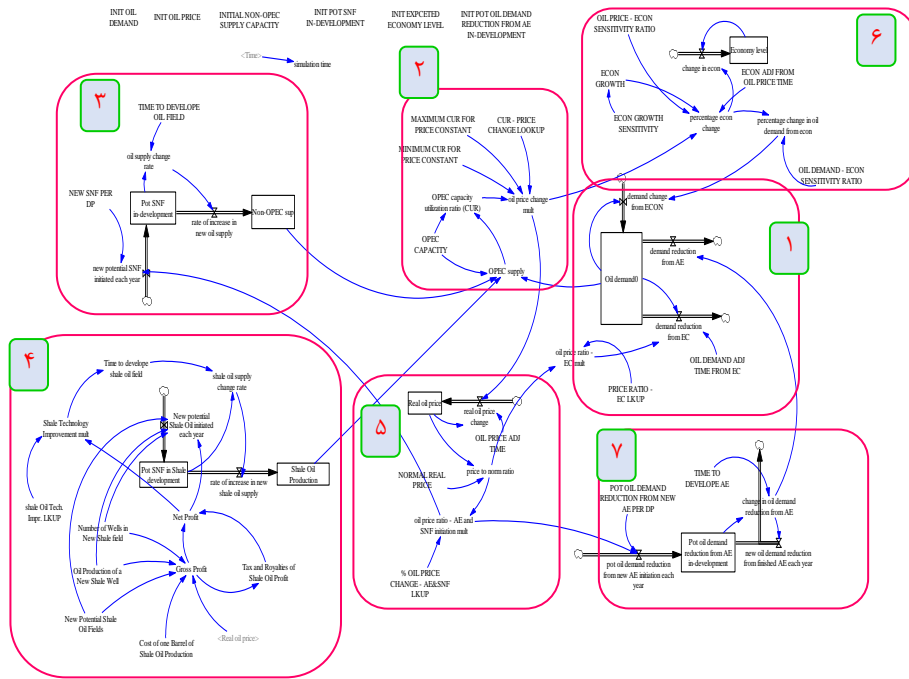 INIT OIL
DEMAND
INIT OIL PRICE
INITIAL NON-OPEC
SUPPLY CAPACITY
INIT POT SNF
IN-DEVELOPMENT
INIT EXPCETED
ECONOMY LEVEL
INIT POT OIL DEMAND
REDUCTION FROM AE
IN-DEVELOPMENT
<Time>
simulation time
۳
TIME TO DEVELOPE
OIL FIELD
oil supply change
rate
NEW SNF PER
DP
Pot SNF
in-development
Non-OPEC sup
rate of increase in
new oil supply
new potential SNF
initiated each year
۲
MAXIMUM CUR FOR
PRICE CONSTANT
CUR - PRICE
CHANGE LOOKUP
MINIMUM CUR FOR
PRICE CONSTANT
OPEC capacity
utilization ratio (CUR)
oil price change
mult
OPEC
CAPACITY
OPEC supply
۶
OIL PRICE - ECON
SENSITIVITY RATIO
Economy level
change in econ
ECON
GROWTH
ECON ADJ FROM
OIL PRICE TIME
ECON GROWTH
SENSITIVITY
percentage econ
change
percentage change in oil
demand from econ
OIL DEMAND - ECON
SENSITIVITY RATIO
۱
demand change
from ECON
demand reduction
from AE
Oil demand0
demand reduction
from EC
oil price ratio -
EC mult
OIL DEMAND ADJ
TIME FROM EC
PRICE RATIO -
EC LKUP
۴
Time to develope
shale oil field
shale oil supply
change rate
Shale Technology
Improvement mult
New potential
Shale Oil initiated
each year
Pot SNF in Shale
development
Shale Oil
Production
rate of increase in new
shale oil supply
shale Oil Tech.
Impr. LKUP
Number of Wells in
New Shale field
Net Profit
Oil Production of a
New Shale Well
Gross Profit
Tax and Royalties of
Shale Oil Profit
New Potential Shale
Oil Fields
Cost of one Barrel of
Shale Oil Production
<Real oil price>
۵
Real oil price
real oil price
change
OIL PRICE ADJ
TIME
NORMAL REAL
PRICE
price to norm ratio
oil price ratio - AE and
SNF initiation mult
% OIL PRICE
CHANGE - AE&SNF
LKUP
۷
POT OIL DEMAND
REDUCTION FROM NEW
AE PER DP
TIME TO
DEVELOPE AE
change in oil demand
reduction from AE
Pot oil demand
reduction from AE
in-development
pot oil demand reduction
from new AE initiation each
year
new oil demand reduction
from finished AE each year